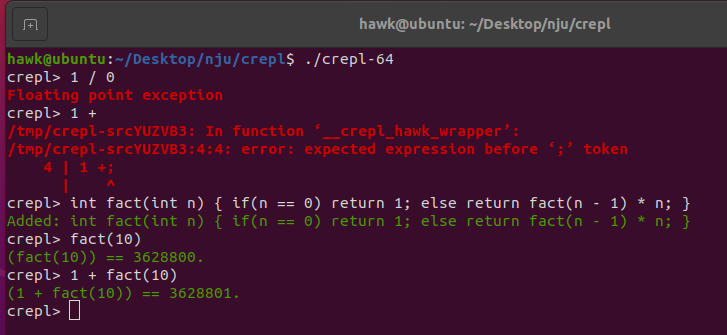 hawk@ubuntu: ~/Desktop/nju/crepl
hawk@ubuntu:~/Desktop/nju/crepl$ ./crepl-64
crepl> 1 / 0
Floating point exception
crepl> 1 +
/tmp/crepl-srcYUZVB3: In function ‘__crepl_hawk_wrapper’:
/tmp/crepl-srcYUZVB3:4:4: error: expected expression before ‘;’ token
    4 | 1 +;
      |    ^
crepl> int fact(int n) { if(n == 0) return 1; else return fact(n - 1) * n; }
Added: int fact(int n) { if(n == 0) return 1; else return fact(n - 1) * n; }
crepl> fact(10)
(fact(10)) == 3628800.
crepl> 1 + fact(10)
(1 + fact(10)) == 3628801.
crepl>